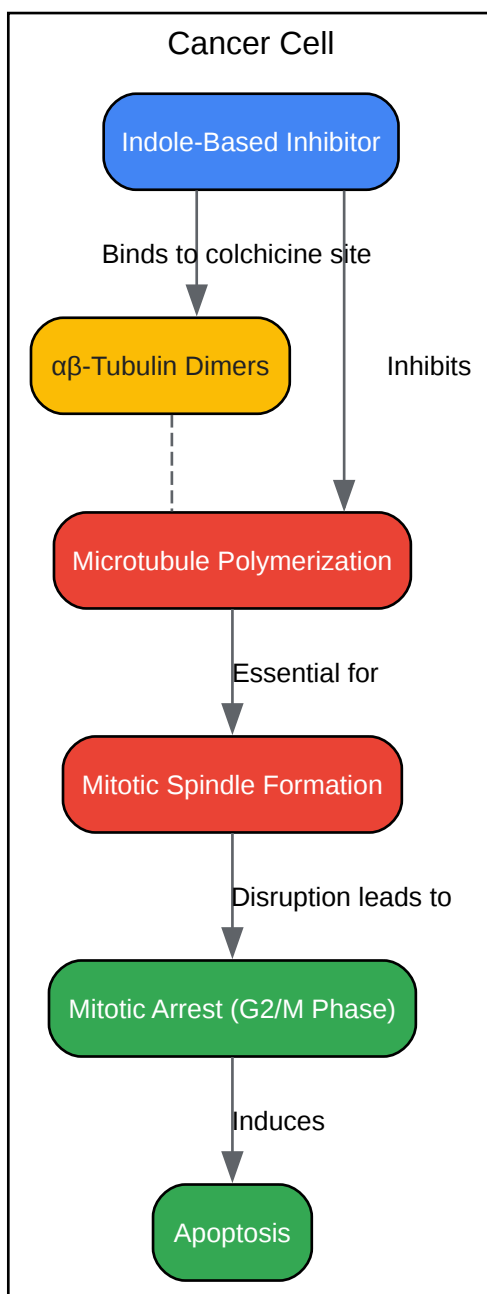 Cancer Cell
Indole-Based Inhibitor
Binds to colchicine site
αβ-Tubulin Dimers
Inhibits
Microtubule Polymerization
Essential for
Mitotic Spindle Formation
Disruption leads to
Mitotic Arrest (G2/M Phase)
Induces
Apoptosis